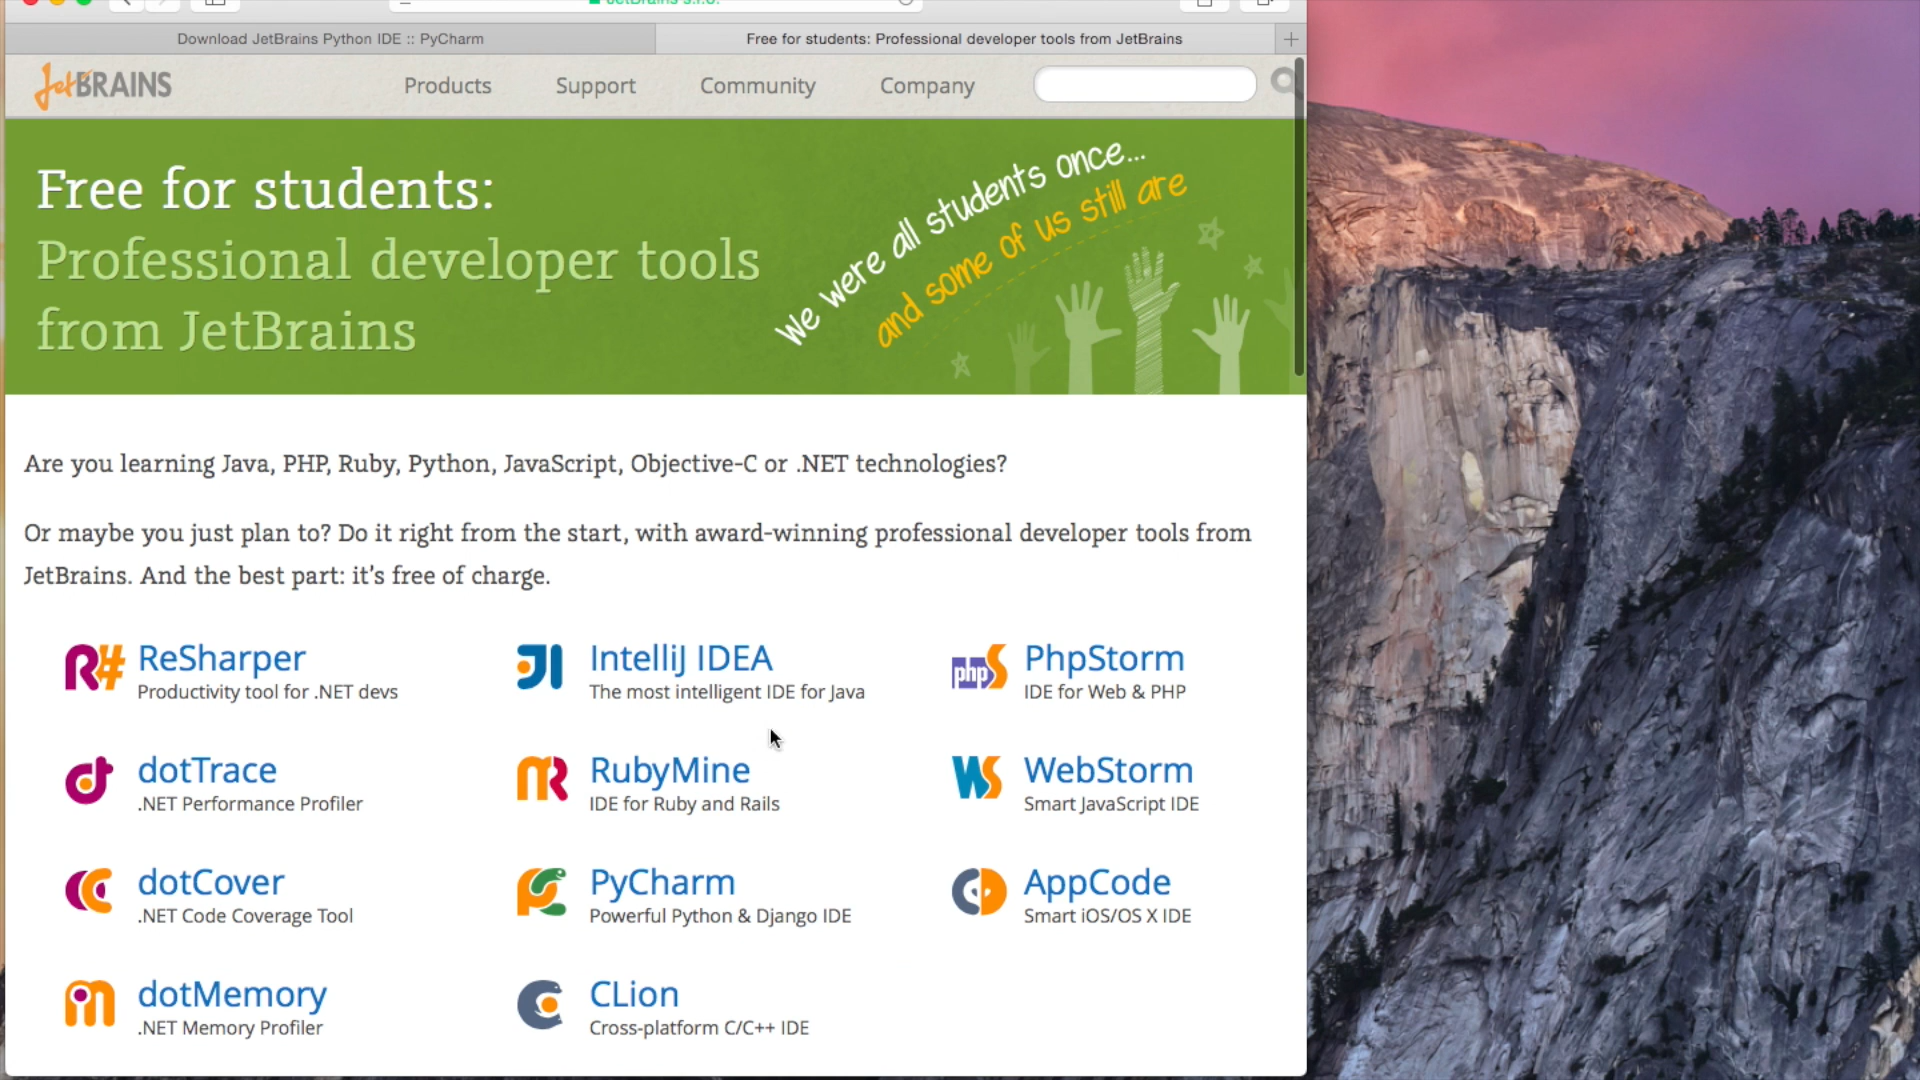 JetBrains s.r.o.
Download JetBrains Python IDE :: PyCharm
Free for students: Professional developer tools from JetBrains
JetBRAINS
Products
Support
Community
Company
Free for students:
Professional developer tools
from JetBrains
We were all students once...
and some of us still are
Are you learning Java, PHP, Ruby, Python, JavaScript, Objective-C or .NET technologies?
Or maybe you just plan to? Do it right from the start, with award-winning professional developer tools from
JetBrains. And the best part: it's free of charge.
R# ReSharper
Productivity tool for .NET devs
IntelliJ IDEA
The most intelligent IDE for Java
phpS PhpStorm
IDE for Web & PHP
dotTrace
.NET Performance Profiler
RubyMine
IDE for Ruby and Rails
WS WebStorm
Smart JavaScript IDE
dotCover
.NET Code Coverage Tool
PyCharm
Powerful Python & Django IDE
AppCode
Smart iOS/OS X IDE
dotMemory
.NET Memory Profiler
CLion
Cross-platform C/C++ IDE